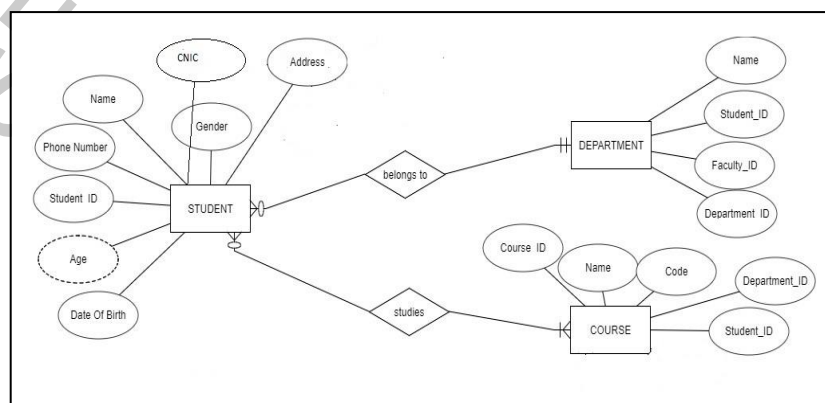 CNIC
Address
Name
Gender
Phone Number
Student ID
STUDENT
Age
Date Of Birth
belongs to
DEPARTMENT
Name
Student_ID
Faculty_ID
Department ID
studies
Course ID
Name
Code
Department_ID
COURSE
Student_ID